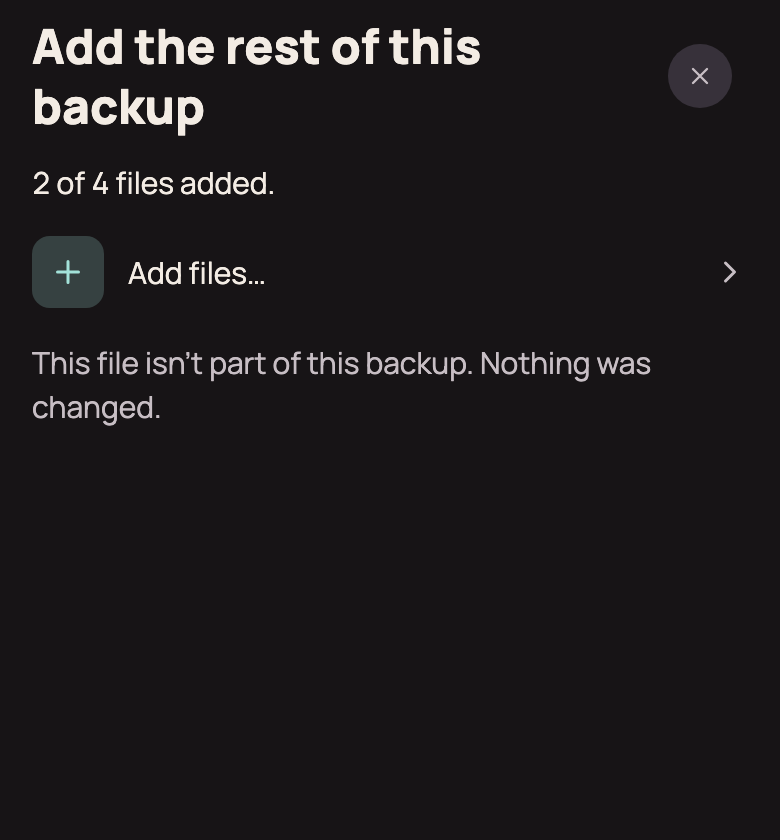 Add the rest of this
backup
2 of 4 files added.
Add files…
This file isn’t part of this backup. Nothing was
changed.